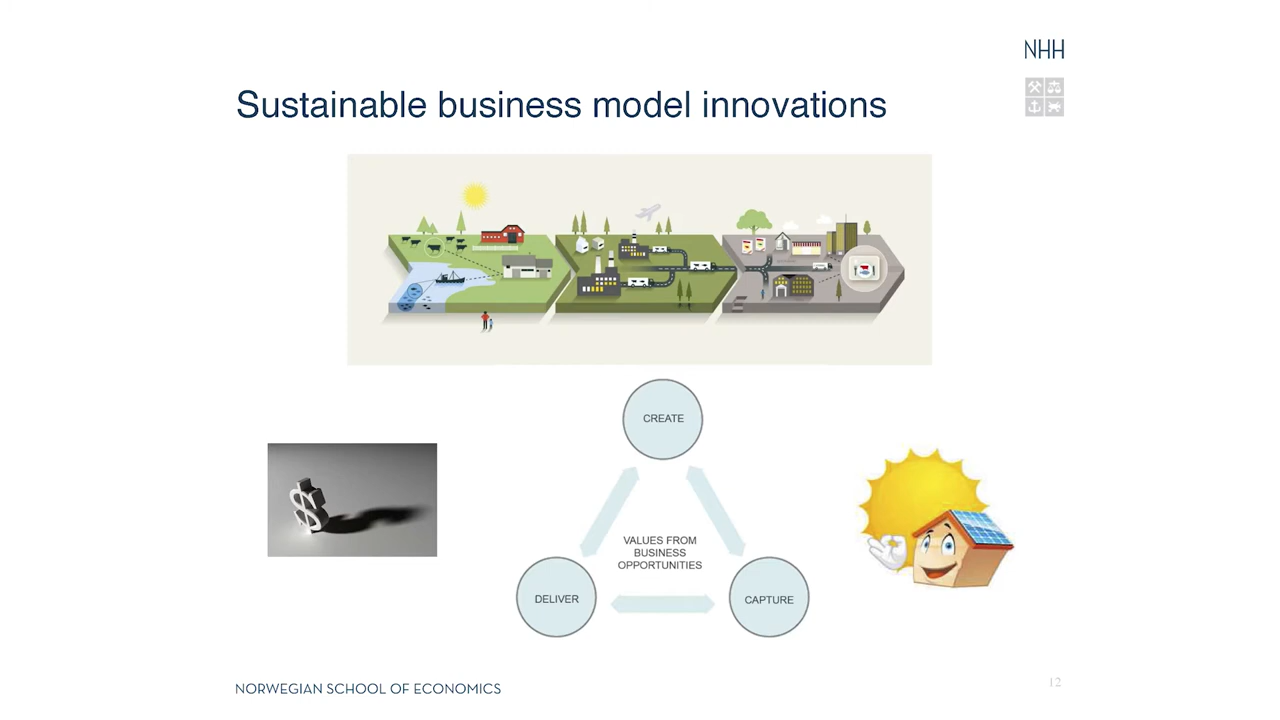 NHH
Sustainable business model innovations
CREATE
VALUES FROM
BUSINESS
OPPORTUNITIES
DELIVER
CAPTURE
$
NORWEGIAN SCHOOL OF ECONOMICS
12